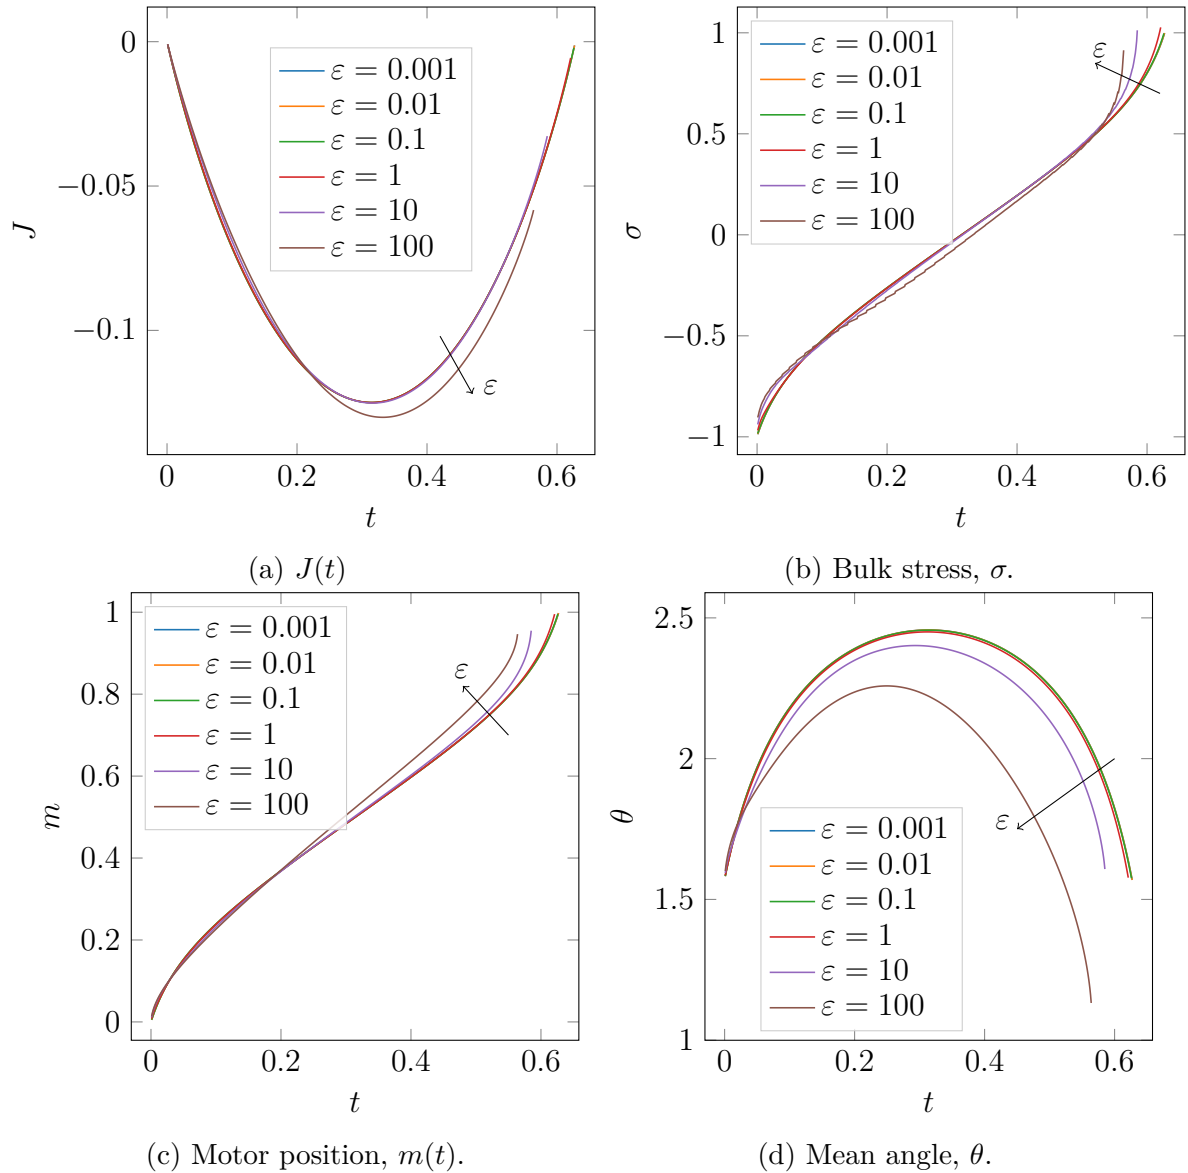 0
−0.05
−0.1
J
ε = 0.001
ε = 0.01
ε = 0.1
ε = 1
ε = 10
ε = 100
ε
0 0.2 0.4 0.6
t
(a) J(t)
1
0.5
0
−0.5
−1
σ
ε = 0.001
ε = 0.01
ε = 0.1
ε = 1
ε = 10
ε = 100
ε
0 0.2 0.4 0.6
t
(b) Bulk stress, σ.
1
0.8
0.6
0.4
0.2
0
m
ε = 0.001
ε = 0.01
ε = 0.1
ε = 1
ε = 10
ε = 100
ε
0 0.2 0.4 0.6
t
(c) Motor position, m(t).
2.5
2
1.5
1
θ
ε
ε = 0.001
ε = 0.01
ε = 0.1
ε = 1
ε = 10
ε = 100
0 0.2 0.4 0.6
t
(d) Mean angle, θ.